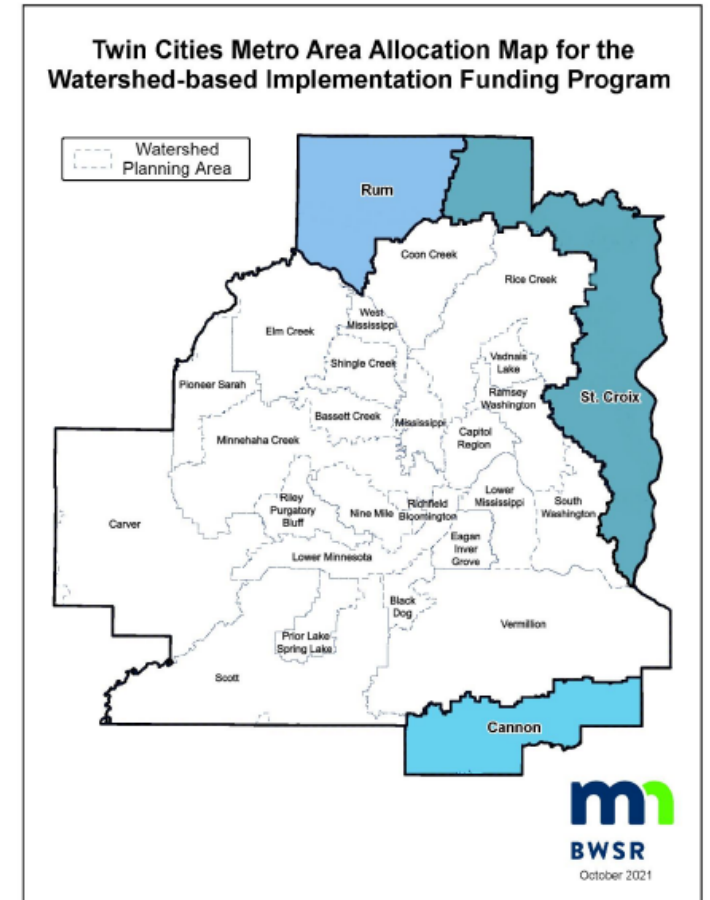 Twin Cities Metro Area Allocation Map for the
Watershed-based Implementation Funding Program
Watershed
Planning Area
Rum
Coon Creek
Rice Creek
West
Mississippi
Elm Creek
Shingle Creek
Vadnais
Lake
Pioneer Sarah
Ramsey
Washington
St. Croix
Bassett Creek
Mississippi
Minnehaha Creek
Capitol
Region
Riley
Purgatory
Bluff
Nine Mile
Richfield
Bloomington
Lower
Mississippi
South
Washington
Carver
Eagan
Inver
Grove
Lower Minnesota
Black
Dog
Vermillion
Prior Lake
Spring Lake
Scott
Cannon
mn
BWSR
October 2021